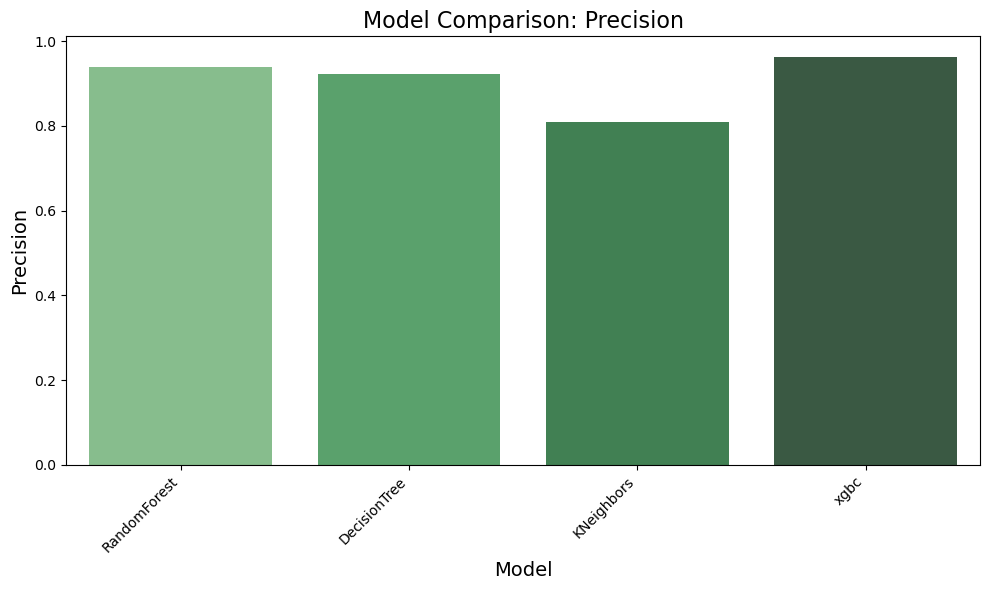 Model Comparison: Precision
Precision
1.0
0.8
0.6
0.4
0.2
0.0
RandomForest
DecisionTree
KNeighbors
xgbc
Model